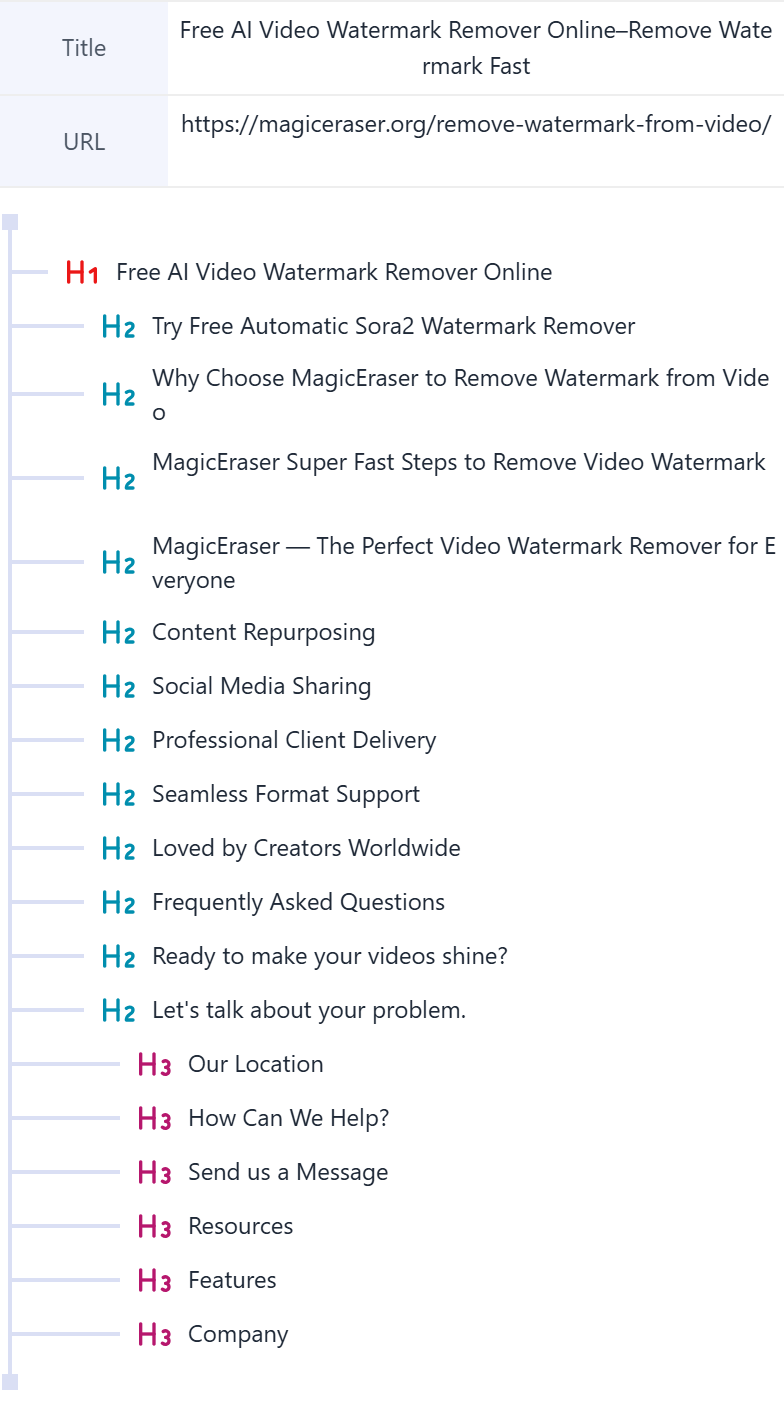 Title
Free AI Video Watermark Remover Online–Remove Wate
rmark Fast
URL
https://magiceraser.org/remove-watermark-from-video/
H1 Free AI Video Watermark Remover Online
H2 Try Free Automatic Sora2 Watermark Remover
H2 Why Choose MagicEraser to Remove Watermark from Vide
o
H2 MagicEraser Super Fast Steps to Remove Video Watermark
H2 MagicEraser — The Perfect Video Watermark Remover for E
veryone
H2 Content Repurposing
H2 Social Media Sharing
H2 Professional Client Delivery
H2 Seamless Format Support
H2 Loved by Creators Worldwide
H2 Frequently Asked Questions
H2 Ready to make your videos shine?
H2 Let's talk about your problem.
H3 Our Location
H3 How Can We Help?
H3 Send us a Message
H3 Resources
H3 Features
H3 Company